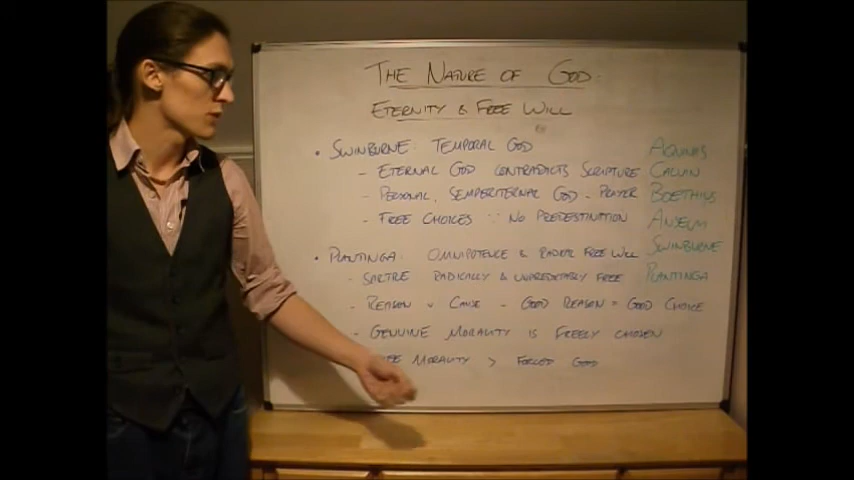 THE NATURE OF GOD:
ETERNITY & FREE WILL
• SWINBURNE: TEMPORAL GOD
- ETERNAL GOD CONTRADICTS SCRIPTURE
- PERSONAL, SEMPERITERNAL GOD - PRAYER
- FREE CHOICES ∵ NO PREDESTINATION
• PLANTINGA: OMNIPOTENCE & RADICAL FREE WILL
- SARTRE RADICALLY & UNPREDICTABLY FREE
- REASON v CAUSE - GOOD REASON = GOOD CHOICE
- GENUINE MORALITY IS FREELY CHOSEN
MORALITY > FORCED GOOD
AQUINAS
CALVIN
BOETHIUS
ANSELM
SWINBURNE
PLANTINGA